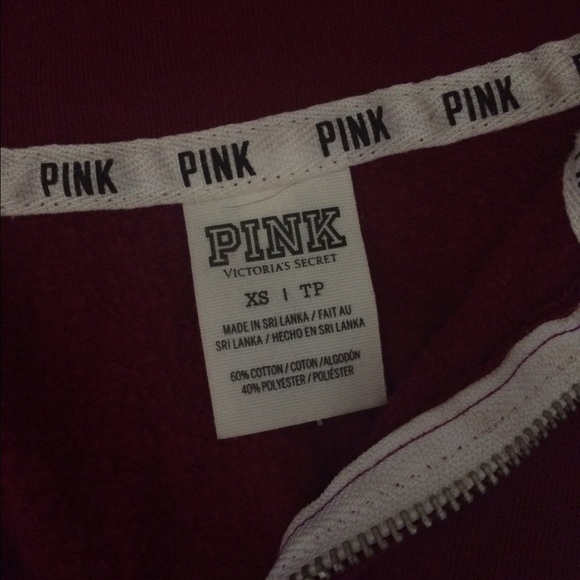 PINK PINK PINK PINK
PINK
VICTORIA'S SECRET
XS | TP
MADE IN SRI LANKA / FAIT AU
SRI LANKA / HECHO EN SRI LANKA
60% COTTON / COTON /ALGODÓN
40% POLYESTER / POLIÉSTER